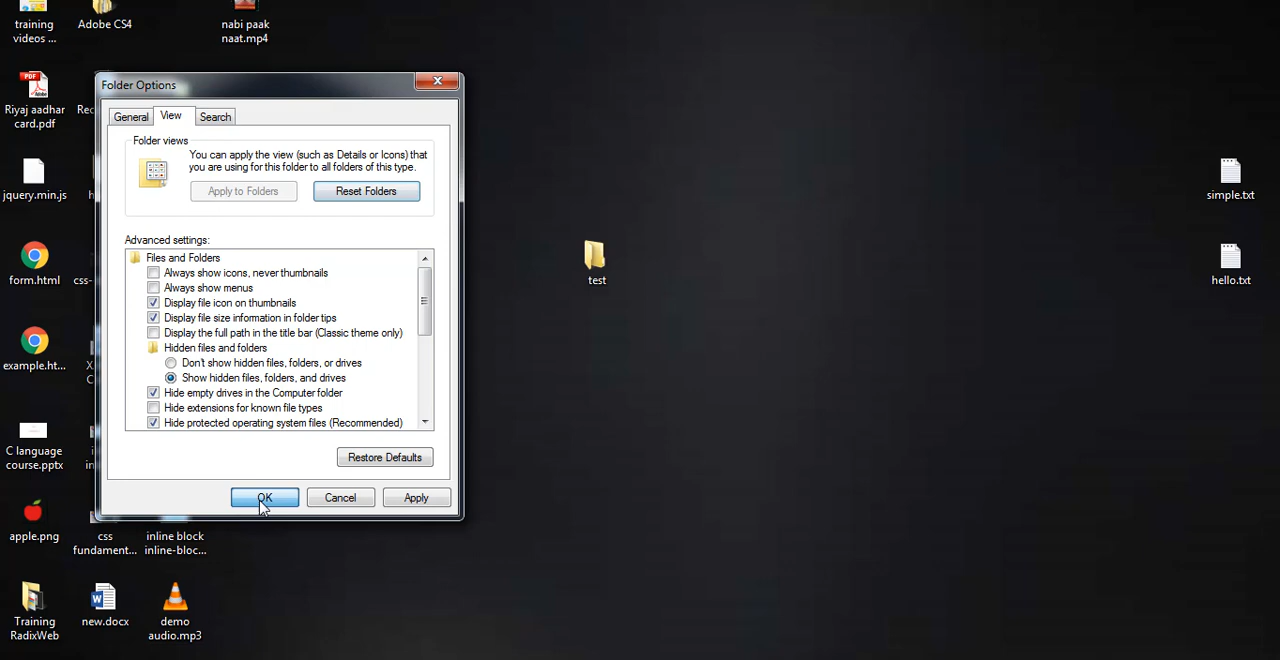 training
videos ...
Adobe CS4
nabi paak
naat.mp4
Folder Options
General
View
Search
Folder views
You can apply the view (such as Details or Icons) that
you are using for this folder to all folders of this type.
Apply to Folders
Reset Folders
Advanced settings:
Files and Folders
Always show icons, never thumbnails
Always show menus
Display file icon on thumbnails
Display file size information in folder tips
Display the full path in the title bar (Classic theme only)
Hidden files and folders
Don't show hidden files, folders, or drives
Show hidden files, folders, and drives
Hide empty drives in the Computer folder
Hide extensions for known file types
Hide protected operating system files (Recommended)
Restore Defaults
OK
Cancel
Apply
PDF
Riyaj aadhar
card.pdf
jquery.min.js
form.html
css-
example.ht...
C language
course.pptx
apple.png
css
fundament...
inline block
inline-bloc...
Training
RadixWeb
new.docx
demo
audio.mp3
test
simple.txt
hello.txt